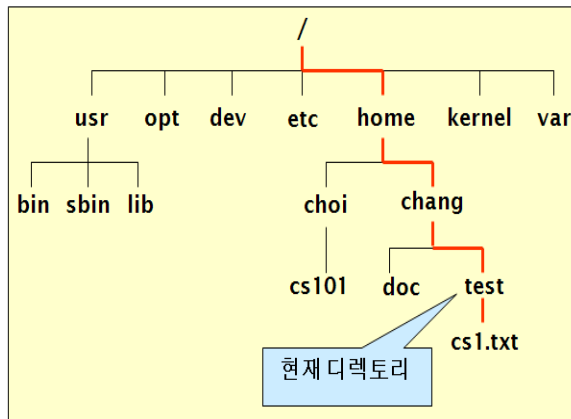 /
usr opt dev etc home kernel var
bin sbin lib choi chang
cs101 doc test
cs1.txt
현재 디렉토리